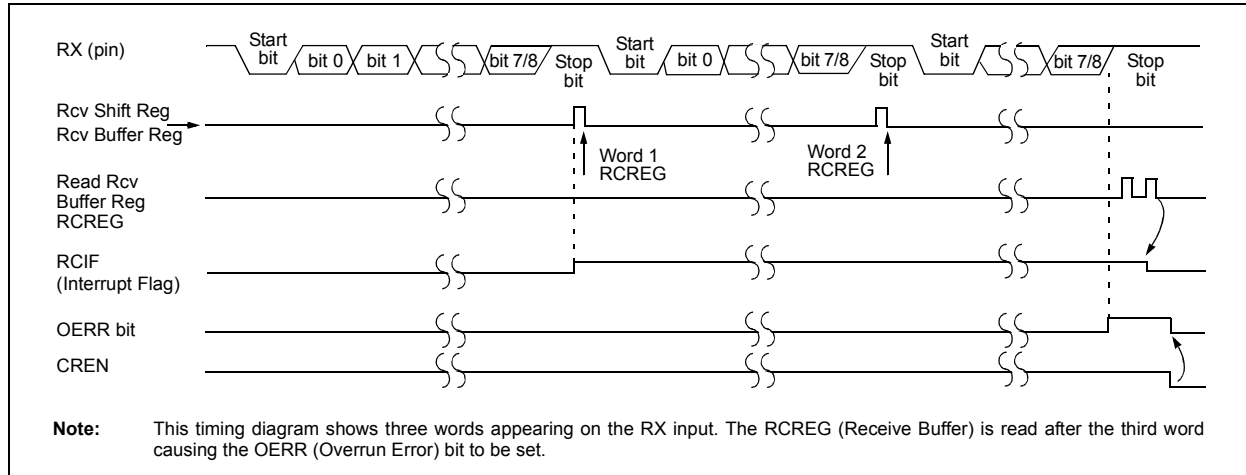 RX (pin)
Start
bit
bit 0
bit 1
bit 7/8
Stop
bit
Start
bit
bit 0
bit 7/8
Stop
bit
Start
bit
bit 7/8
Stop
bit
Rcv Shift Reg
Rcv Buffer Reg
Word 1
RCREG
Word 2
RCREG
Read Rcv
Buffer Reg
RCREG
RCIF
(Interrupt Flag)
OERR bit
CREN
Note: This timing diagram shows three words appearing on the RX input. The RCREG (Receive Buffer) is read after the third word
causing the OERR (Overrun Error) bit to be set.